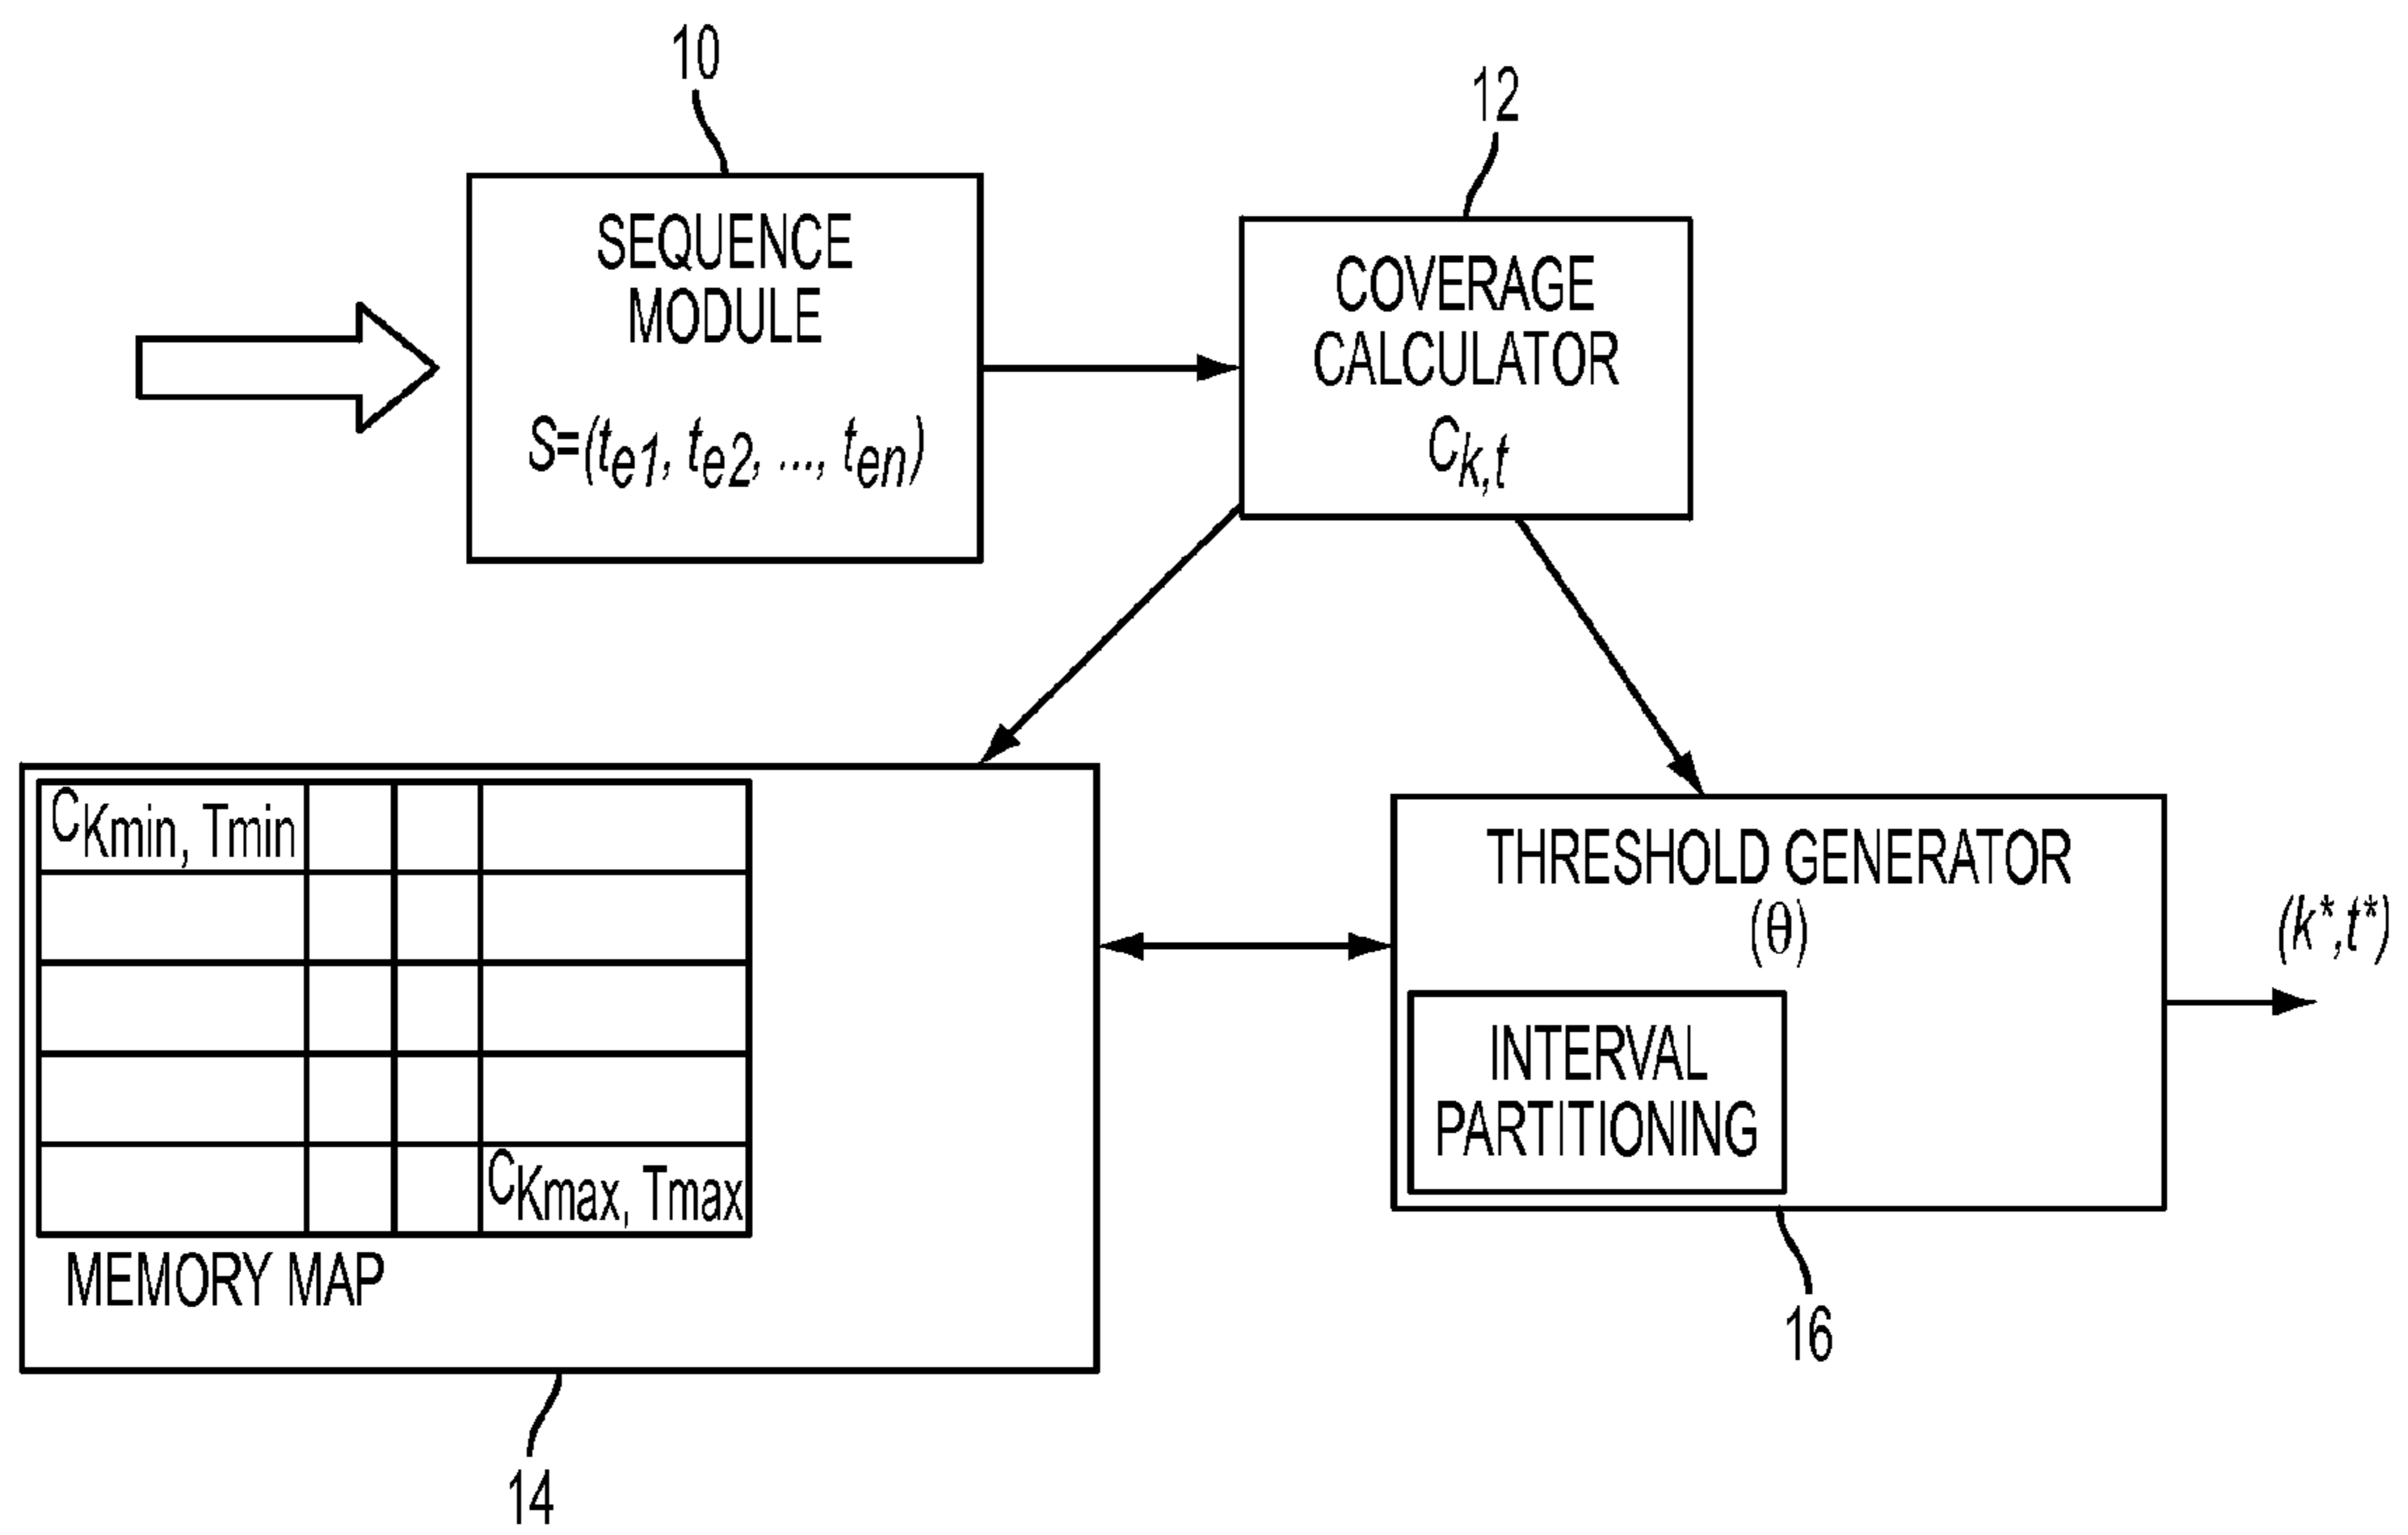 10
SEQUENCE
MODULE
S=(te1, te2, ..., ten)
12
COVERAGE
CALCULATOR
Ck,t
CKmin, Tmin
CKmax, Tmax
MEMORY MAP
14
THRESHOLD GENERATOR
(θ)
INTERVAL
PARTITIONING
16
(k*,t*)